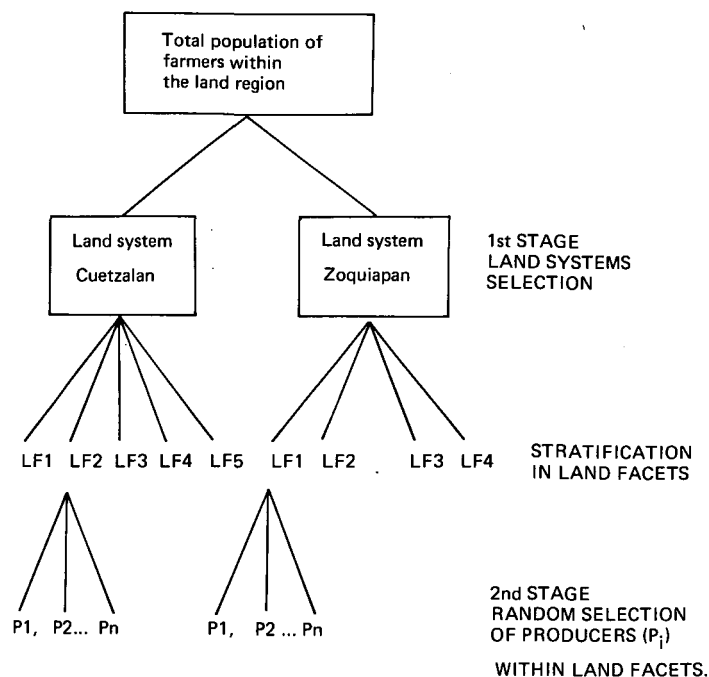 Total population of
farmers within
the land region
Land system
Cuetzalan
Land system
Zoquiapan
1st STAGE
LAND SYSTEMS
SELECTION
LF1 LF2 LF3 LF4 LF5 LF1 LF2 LF3 LF4
STRATIFICATION
IN LAND FACETS
P1, P2... Pn P1, P2 ... Pn
2nd STAGE
RANDOM SELECTION
OF PRODUCERS (Pi)
WITHIN LAND FACETS.